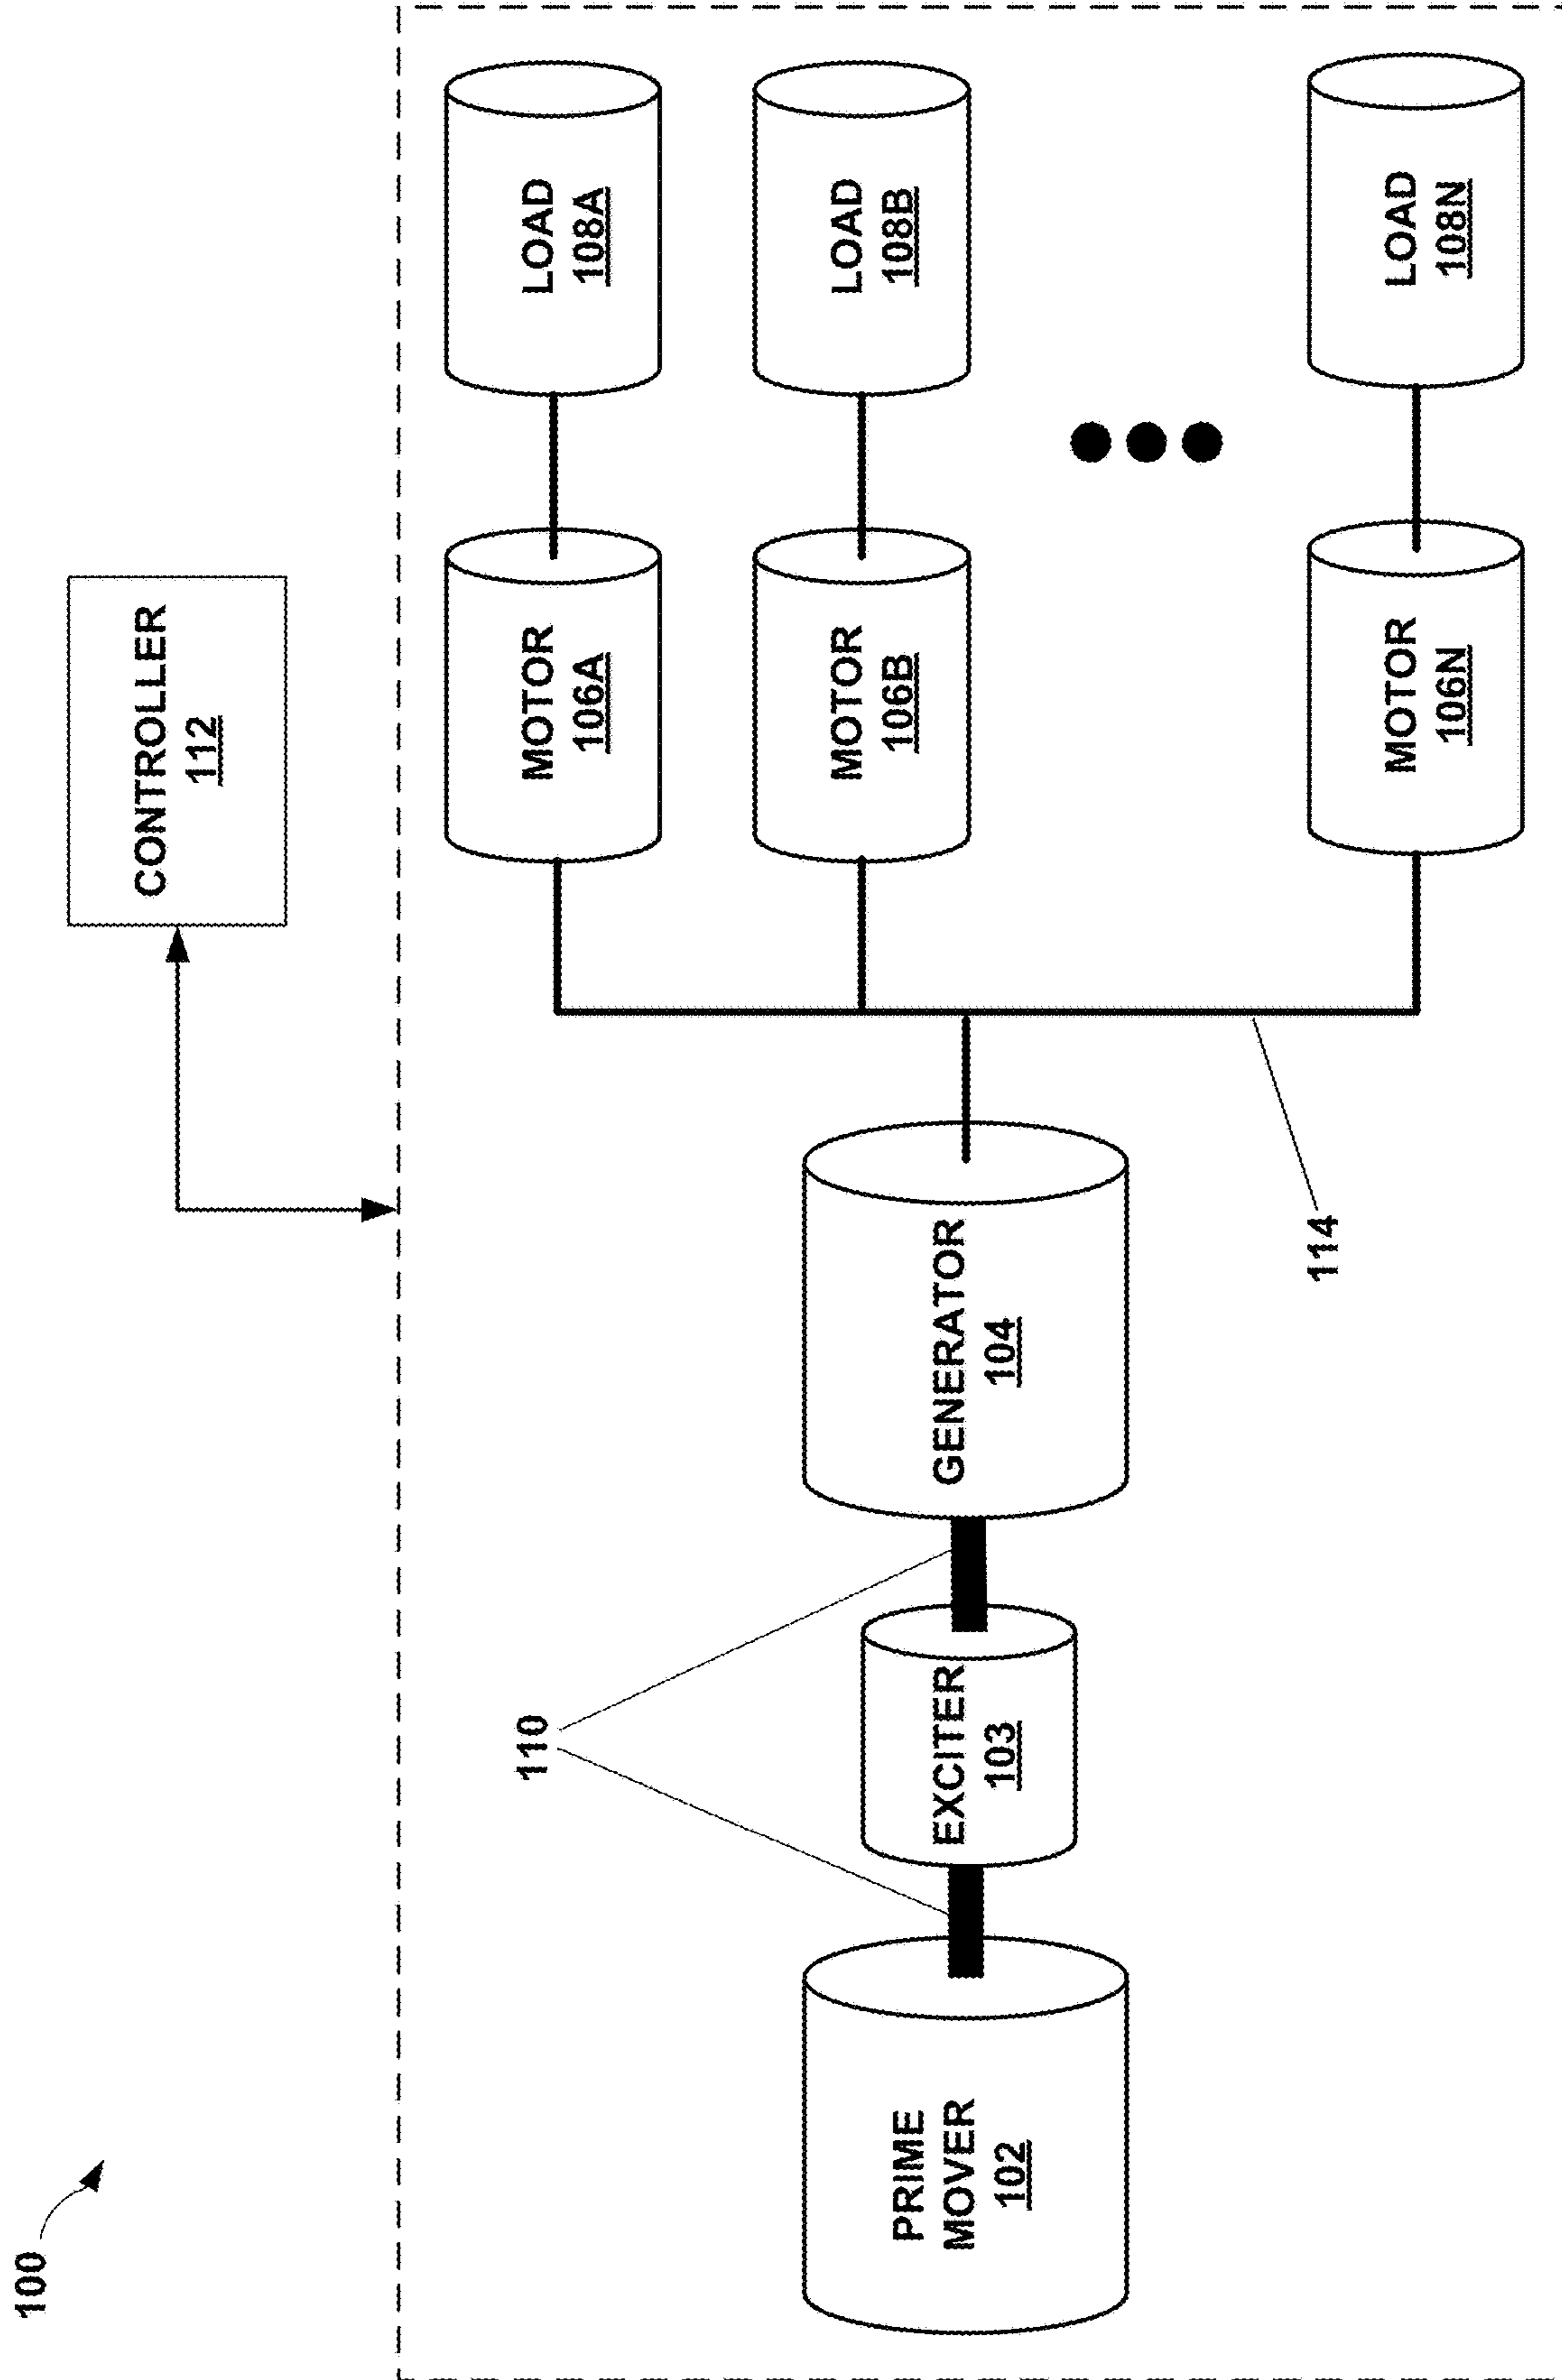 100
CONTROLLER
112
MOTOR
106A
LOAD
108A
MOTOR
106B
LOAD
108B
110
PRIME
MOVER
102
EXCITER
103
GENERATOR
104
114
MOTOR
106N
LOAD
108N